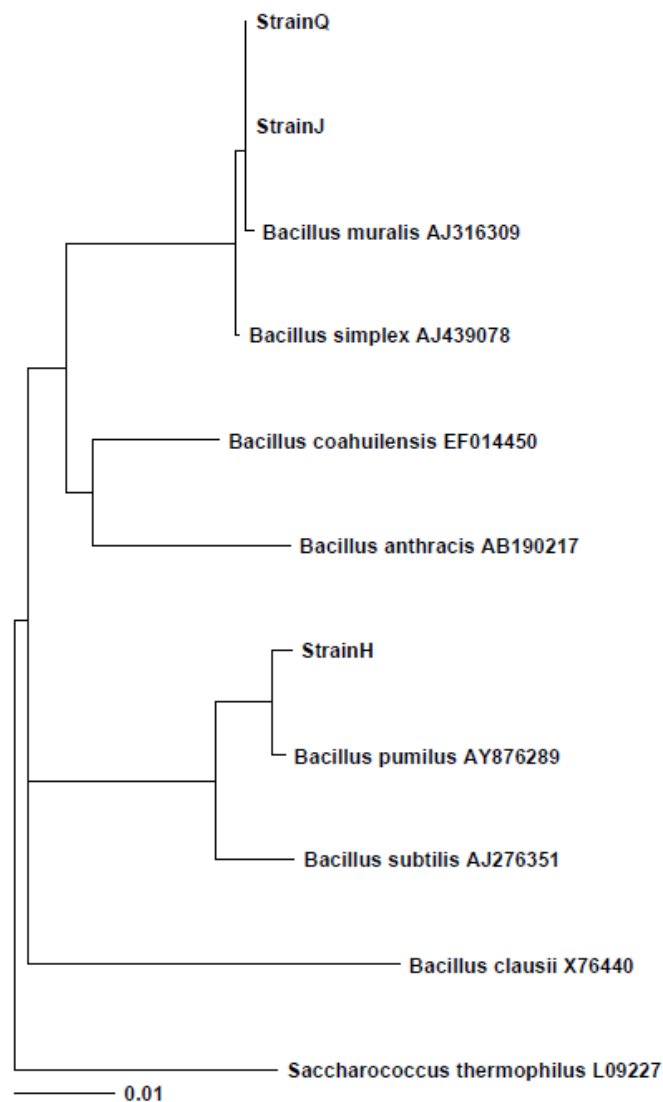 StrainQ
StrainJ
Bacillus muralis AJ316309
Bacillus simplex AJ439078
Bacillus coahuilensis EF014450
Bacillus anthracis AB190217
StrainH
Bacillus pumilus AY876289
Bacillus subtilis AJ276351
Bacillus clausii X76440
Saccharococcus thermophilus L09227
0.01